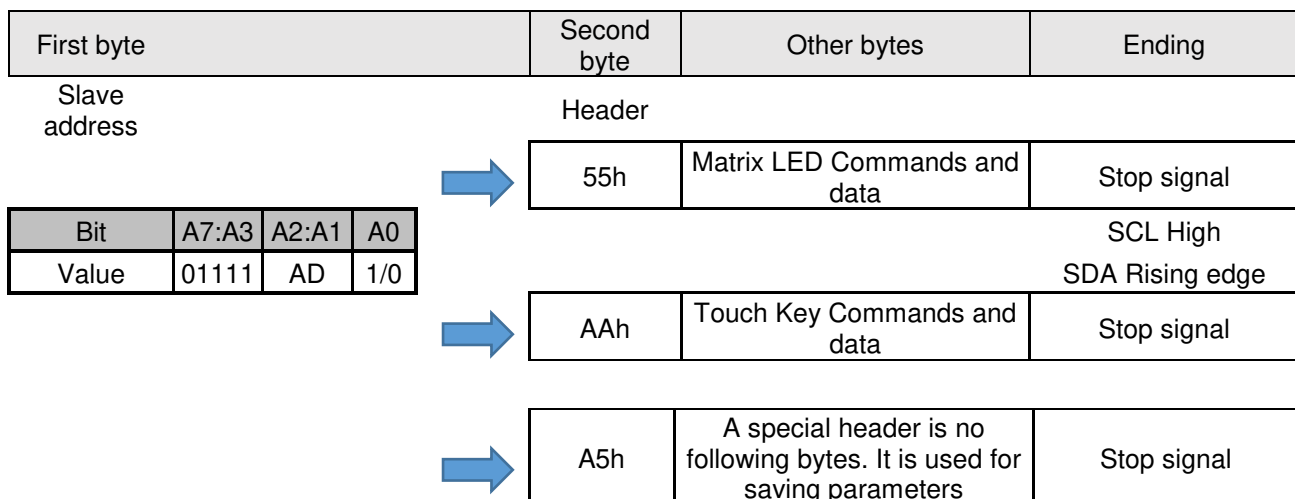 First byte Second byte Other bytes Ending
Slave address Header
55h Matrix LED Commands and data Stop signal
Bit A7:A3 A2:A1 A0 SCL High
Value 01111 AD 1/0 SDA Rising edge
AAh Touch Key Commands and data Stop signal
A5h A special header is no following bytes. It is used for saving parameters Stop signal